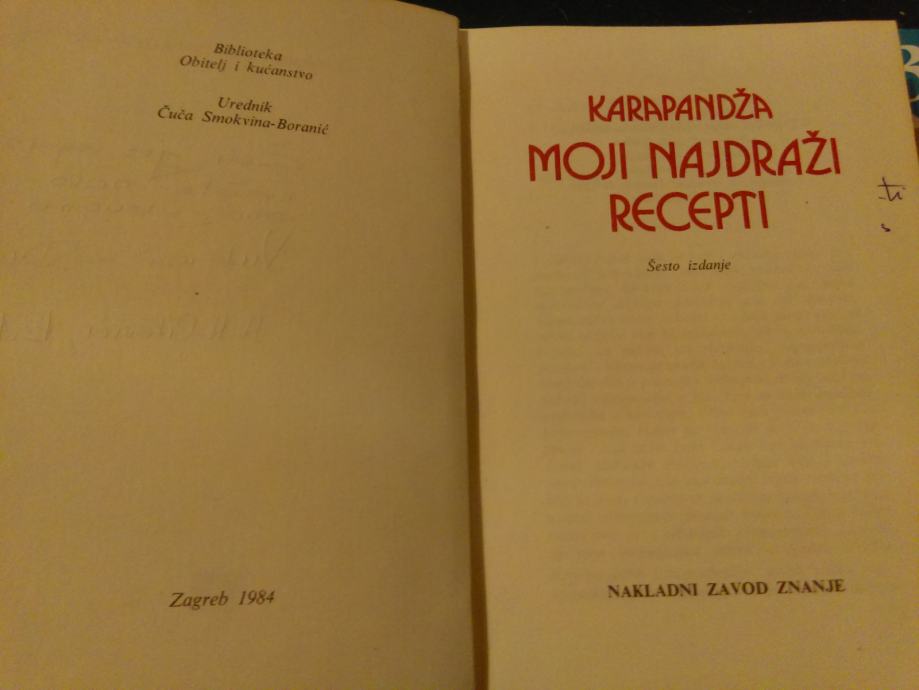 Biblioteka
Obitelj i kućanstvo
Urednik
Čuča Smokvina-Boranić
Zagreb 1984
KARAPANDŽA
MOJI NAJDRAŽI
RECEPTI
Šesto izdanje
NAKLADNI ZAVOD ZNANJE